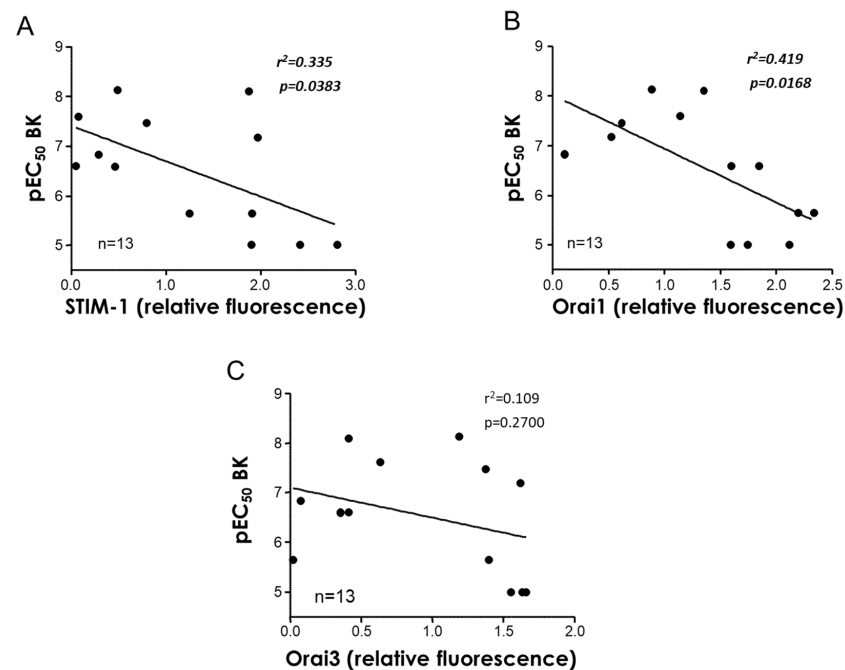 A
9
8
7
6
5
pEC50 BK
r²=0.335
p=0.0383
n=13
0.0 1.0 2.0 3.0
STIM-1 (relative fluorescence)
B
9
8
7
6
5
pEC50 BK
r²=0.419
p=0.0168
n=13
0.0 0.5 1.0 1.5 2.0 2.5
Orai1 (relative fluorescence)
C
9
8
7
6
5
pEC50 BK
r²=0.109
p=0.2700
n=13
0.0 0.5 1.0 1.5 2.0
Orai3 (relative fluorescence)